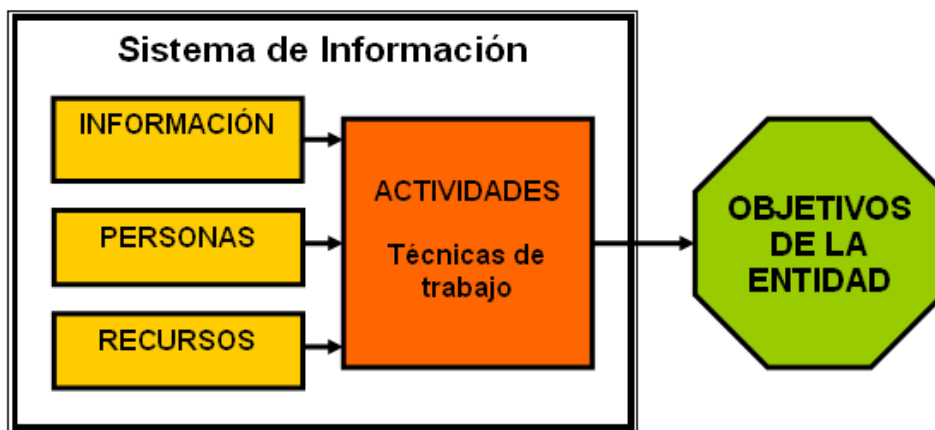 Sistema de Información
INFORMACIÓN
PERSONAS
RECURSOS
ACTIVIDADES
Técnicas de
trabajo
OBJETIVOS
DE LA
ENTIDAD